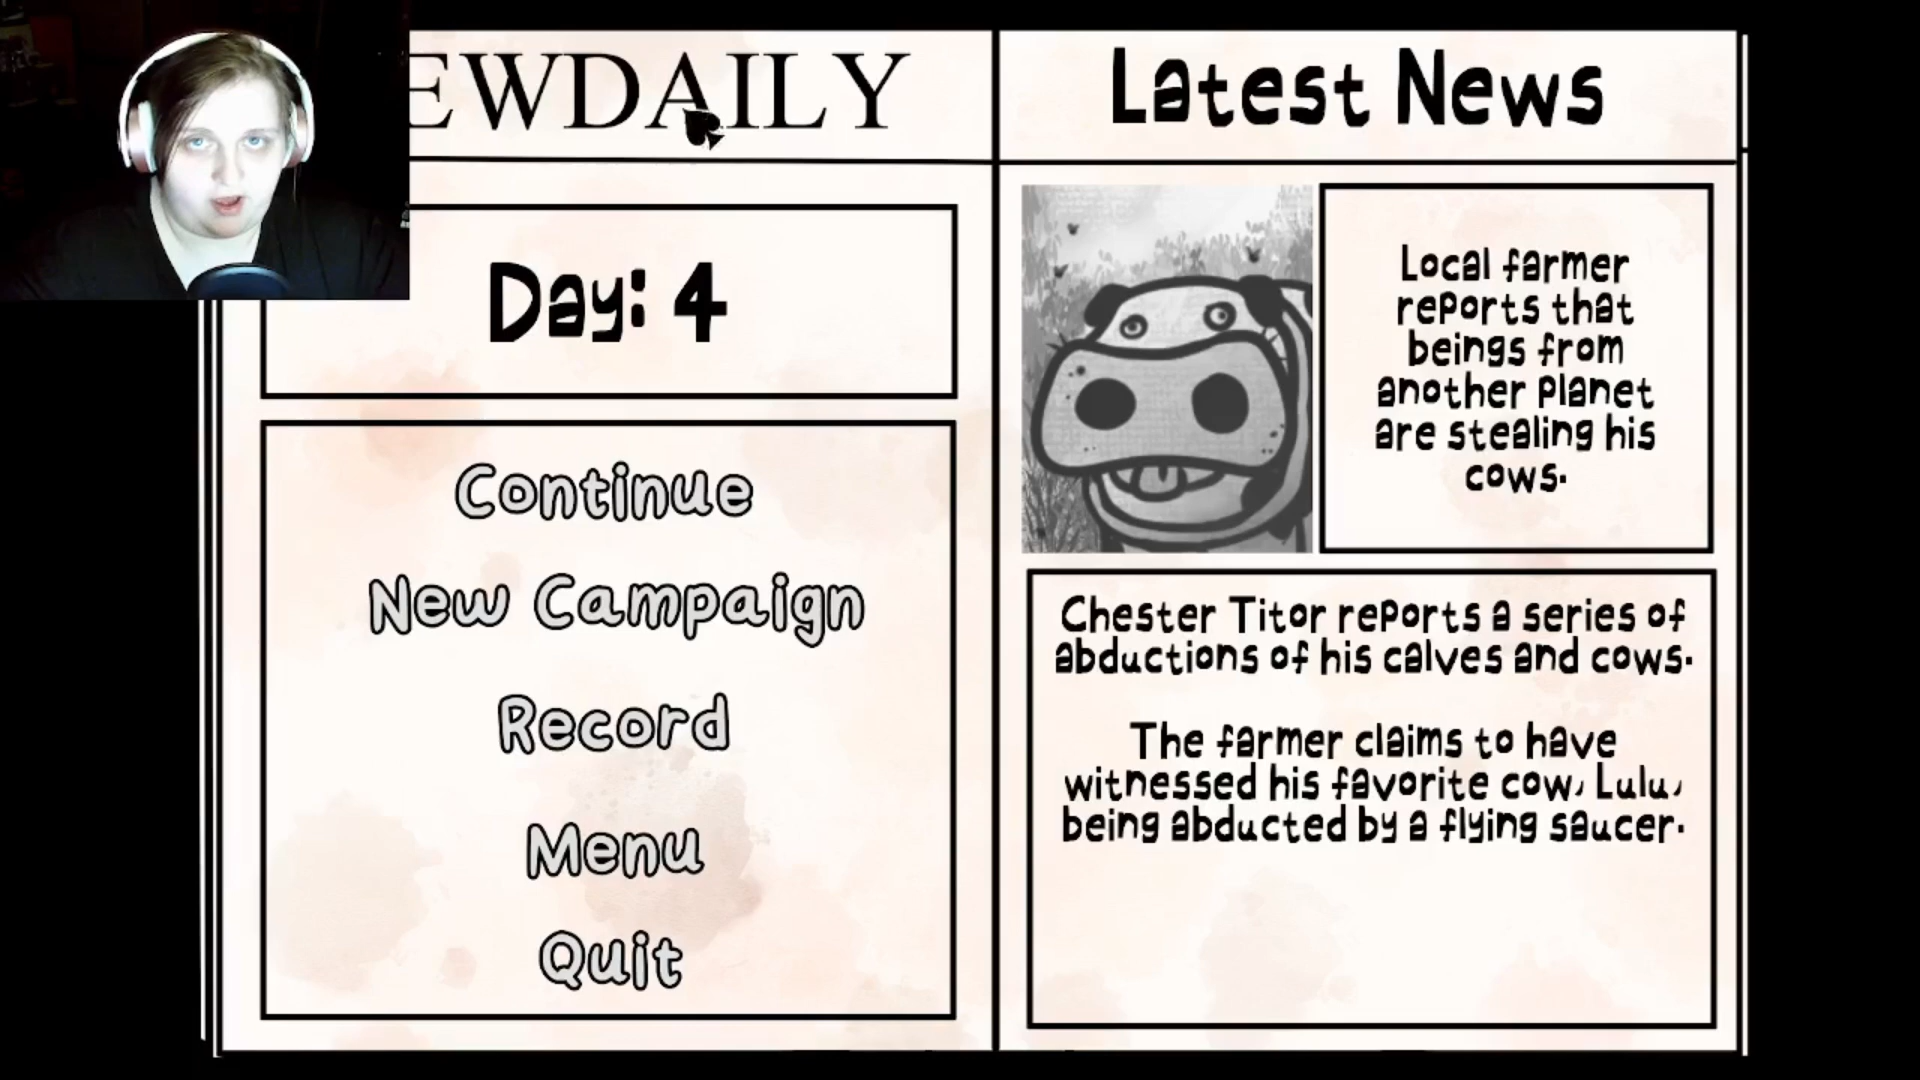 EWDAILY
Day: 4
Continue
New Campaign
Record
Menu
Quit
Latest News
Local farmer
reports that
beings from
another planet
are stealing his
cows.
Chester Titor reports a series of
abductions of his calves and cows.
The farmer claims to have
witnessed his favorite cow, Lulu,
being abducted by a flying saucer.